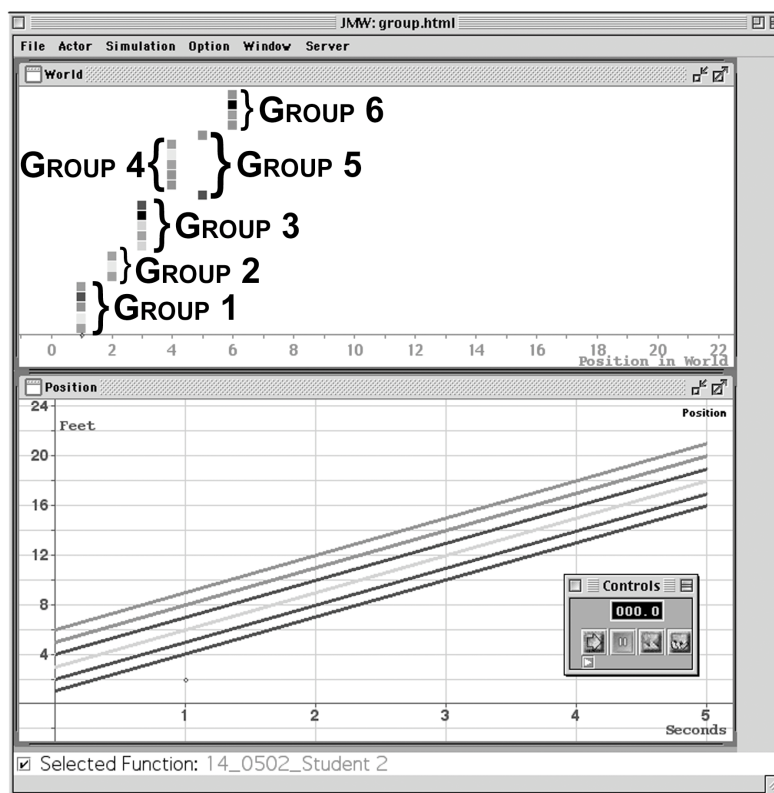 JMW: group.html
File Actor Simulation Option Window Server
World
GROUP 6
GROUP 4 GROUP 5
GROUP 3
GROUP 2
GROUP 1
0 2 4 6 8 10 12 14 16 18 20 22
Position in World
Position
24
Position
Feet
20
16
12
8
Controls
000.0
4
1 2 3 4 5
Seconds
Selected Function: 14_0502_Student 2